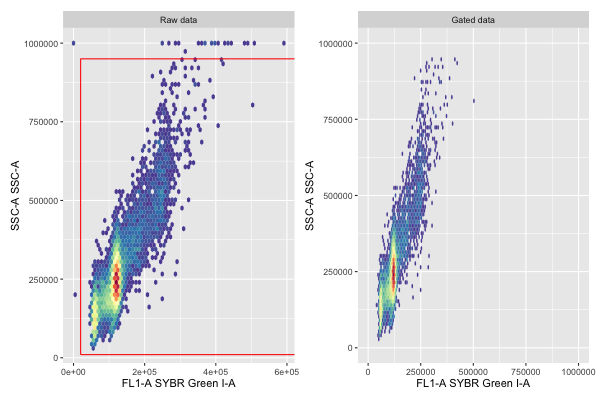 Raw data
Gated data
SSC-A SSC-A
1000000
750000
500000
250000
0
0e+00
2e+05
4e+05
6e+05
FL1-A SYBR Green I-A
SSC-A SSC-A
1000000
750000
500000
250000
0
0
250000
500000
750000
1000000
FL1-A SYBR Green I-A